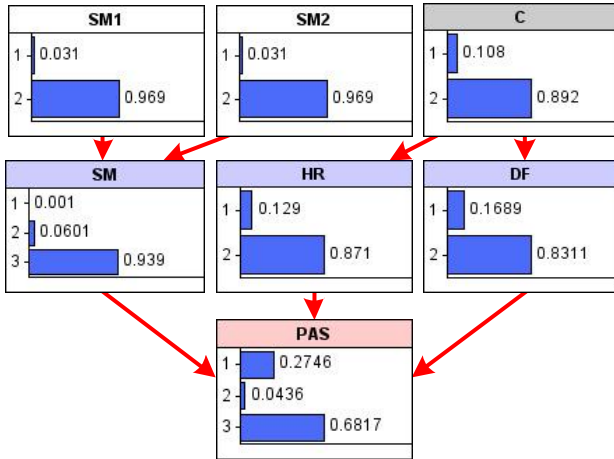 SM1
1 0.031
2 0.969
SM2
1 0.031
2 0.969
C
1 0.108
2 0.892
SM
1 0.001
2 0.0601
3 0.939
HR
1 0.129
2 0.871
DF
1 0.1689
2 0.8311
PAS
1 0.2746
2 0.0436
3 0.6817